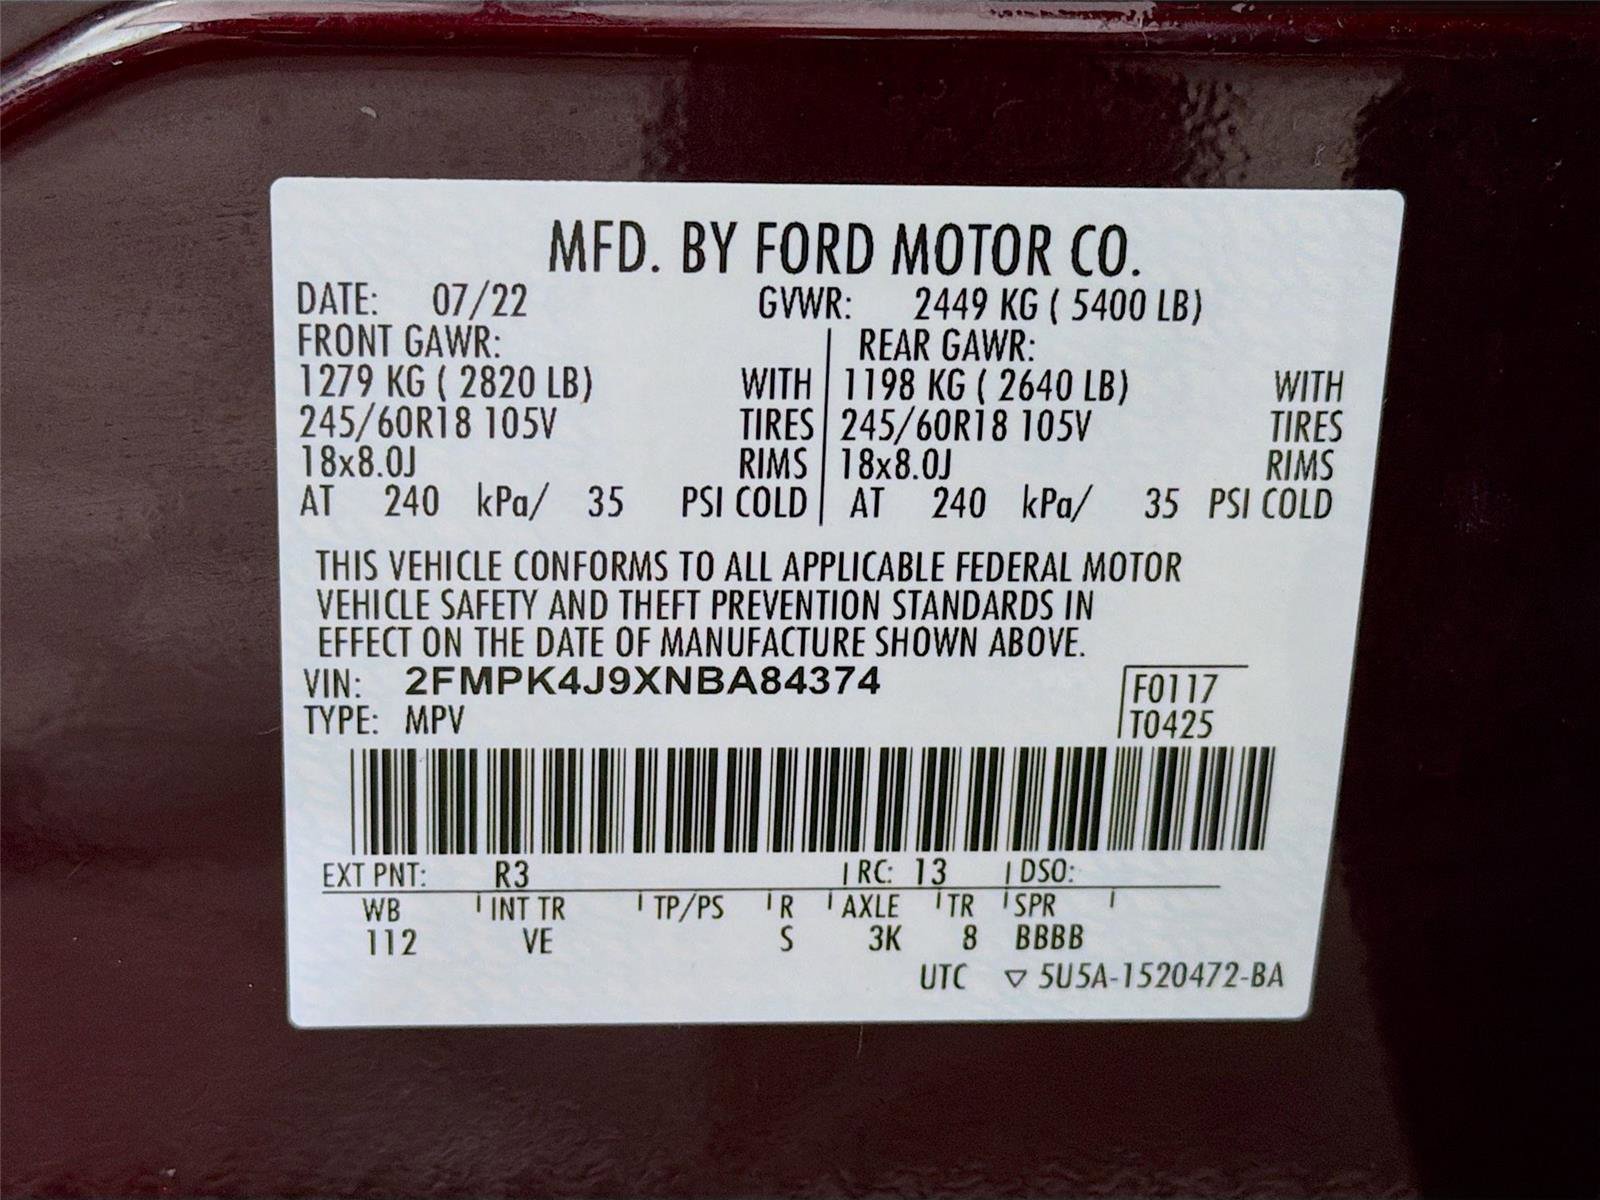 MFD. BY FORD MOTOR CO.
DATE: 07/22 GVWR: 2449 KG ( 5400 LB)
FRONT GAWR: REAR GAWR:
1279 KG ( 2820 LB) WITH 1198 KG ( 2640 LB) WITH
245/60R18 105V TIRES 245/60R18 105V TIRES
18x8.0J RIMS 18x8.0J RIMS
AT 240 kPa/ 35 PSI COLD AT 240 kPa/ 35 PSI COLD
THIS VEHICLE CONFORMS TO ALL APPLICABLE FEDERAL MOTOR
VEHICLE SAFETY AND THEFT PREVENTION STANDARDS IN
EFFECT ON THE DATE OF MANUFACTURE SHOWN ABOVE.
VIN: 2FMPK4J9XNBA84374 F0117
TYPE: MPV T0425
EXT PNT: R3 RC: 13 DSO:
WB INT TR TP/PS R AXLE TR SPR
112 VE S 3K 8 BBBB
UTC ▽ 5U5A-1520472-BA